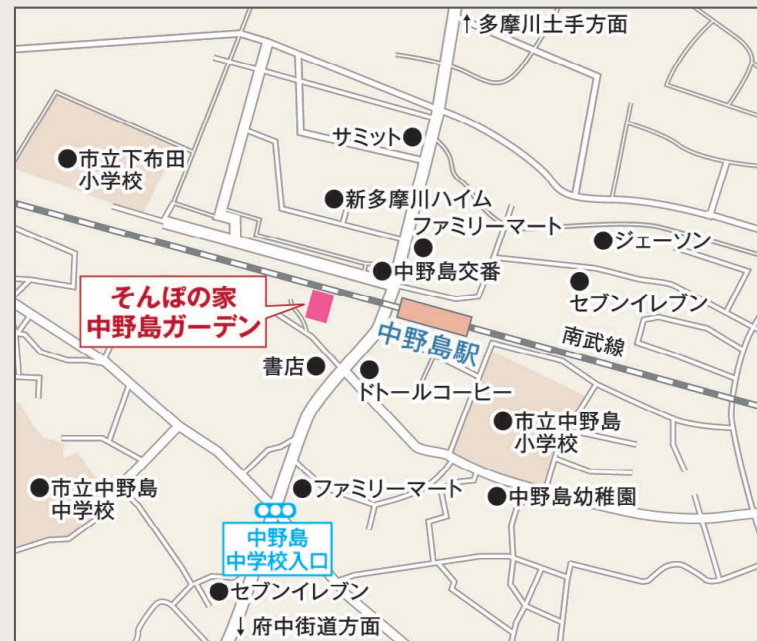 ↑多摩川土手方面
サミット
市立下布田
小学校
新多摩川ハイム
ファミリーマート
ジェーソン
中野島交番
セブンイレブン
そんぽの家
中野島ガーデン
中野島駅
南武線
書店
ドトールコーヒー
市立中野島
小学校
市立中野島
中学校
ファミリーマート
中野島幼稚園
中野島
中学校入口
セブンイレブン
↓府中街道方面